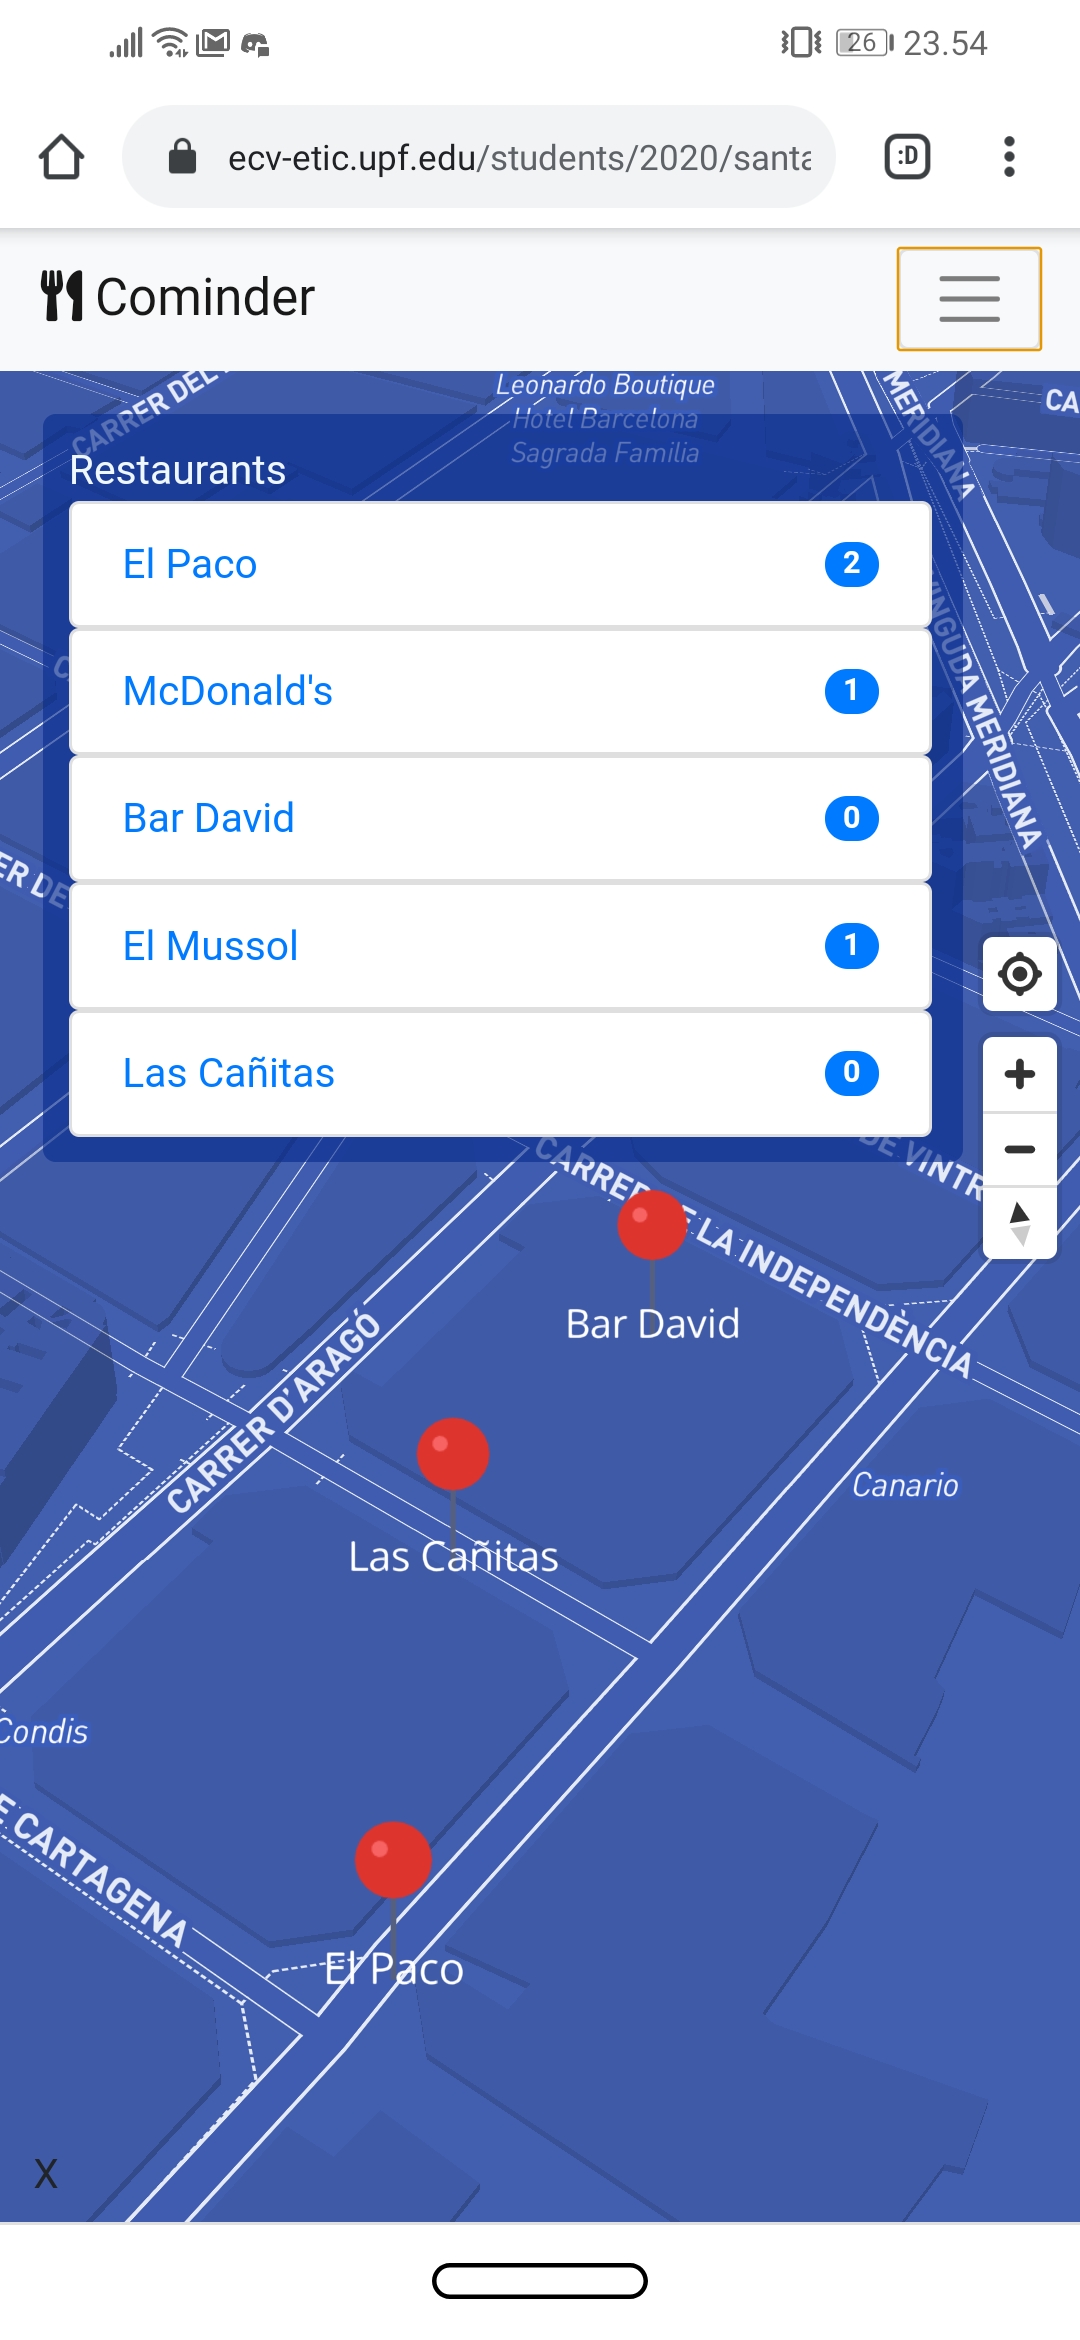 26 23.54
ecv-etic.upf.edu/students/2020/santa
:D
Cominder
CARRER DEL
Leonardo Boutique
Hotel Barcelona
Sagrada Familia
MERIDIANA
CA
Restaurants
El Paco 2
McDonald's 1
Bar David 0
El Mussol 1
Las Cañitas 0
VINGUDA MERIDIANA
ER DE
CARRER DE LA INDEPENDÈNCIA
DE VINTR
Bar David
CARRER D'ARAGÓ
Las Cañitas
Canario
Condis
E CARTAGENA
El Paco
X